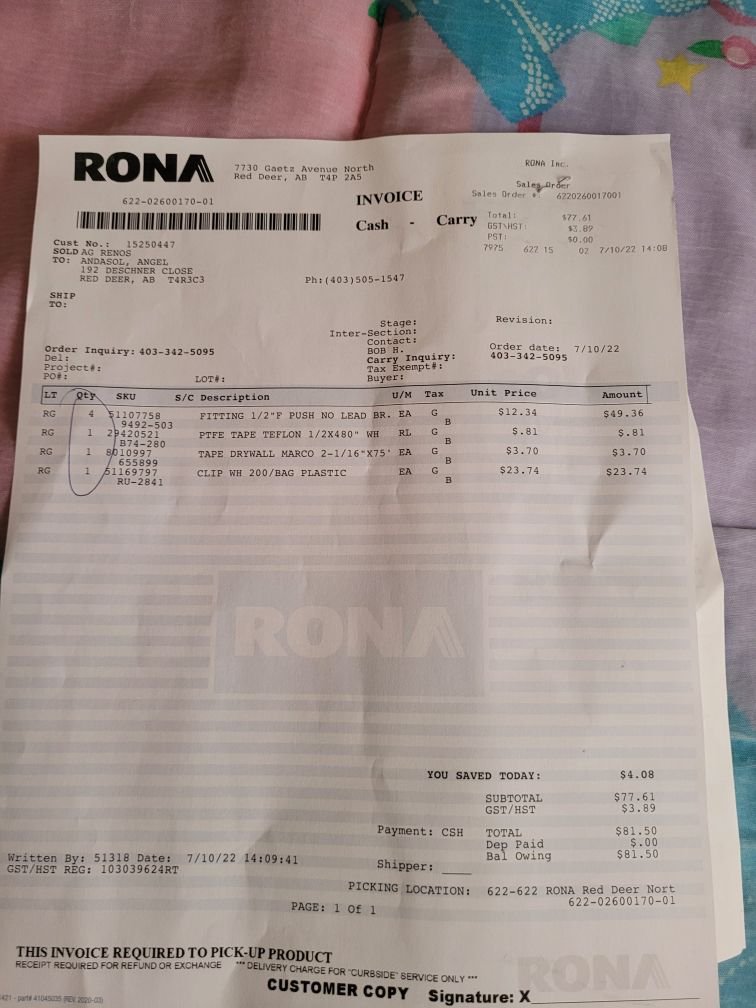 RONA
7730 Gaetz Avenue North
Red Deer, AB T4P 2A5
622-02600170-01
INVOICE
Cash - Carry
RONA Inc.
Sales Order
Sales Order #: 6220260017001
Total: $77.61
GST\HST: $3.89
PST: $0.00
7975 622 15 02 7/10/22 14:08
Cust No.: 15250447
SOLD AG RENOS
TO: ANDASOL, ANGEL
192 DESCHNER CLOSE
RED DEER, AB T4R3C3
Ph:(403)505-1547
SHIP
TO:
Stage:
Revision:
Inter-Section:
Contact:
Order Inquiry: 403-342-5095
BOB H.
Order date: 7/10/22
Del:
Carry Inquiry: 403-342-5095
Project#:
Tax Exempt#:
PO#:
LOT#:
Buyer:
LT Qty SKU S/C Description U/M Tax Unit Price Amount
RG 4 51107758 FITTING 1/2"F PUSH NO LEAD BR. EA G $12.34 $49.36
9492-503 B
RG 1 29420521 PTFE TAPE TEFLON 1/2X480" WH RL G $.81 $.81
B74-280 B
RG 1 8010997 TAPE DRYWALL MARCO 2-1/16"X75' EA G $3.70 $3.70
655899 B
RG 1 51169797 CLIP WH 200/BAG PLASTIC EA G $23.74 $23.74
RU-2841 B
RONA
YOU SAVED TODAY: $4.08
SUBTOTAL $77.61
GST/HST $3.89
Payment: CSH TOTAL $81.50
Dep Paid $.00
Written By: 51318 Date: 7/10/22 14:09:41
Bal Owing $81.50
GST/HST REG: 103039624RT
Shipper:
PICKING LOCATION: 622-622 RONA Red Deer Nort
622-02600170-01
PAGE: 1 Of 1
THIS INVOICE REQUIRED TO PICK-UP PRODUCT
RECEIPT REQUIRED FOR REFUND OR EXCHANGE *** DELIVERY CHARGE FOR "CURBSIDE" SERVICE ONLY ***
RONA
1421 - part# 41045035 (REV. 2020-03)
CUSTOMER COPY Signature: X